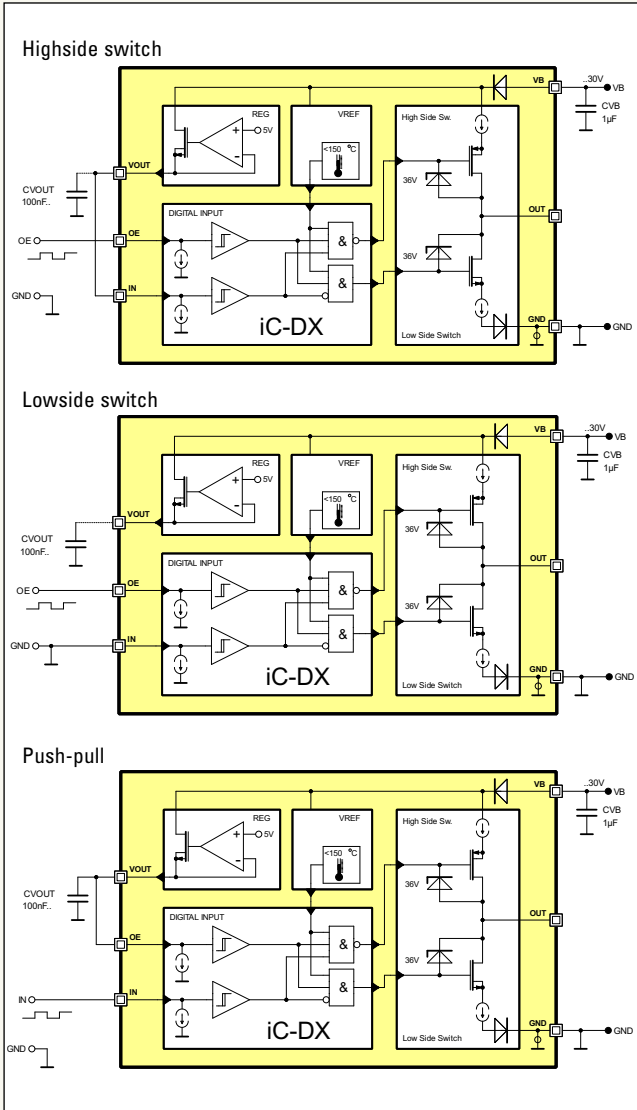 Highside switch
..30V
VB
VB
CVB
1µF
REG
5V
VREF
<150 °C
High Side Sw.
VOUT
CVOUT
100nF..
36V
OUT
DIGITAL INPUT
OE
OE
&
36V
IN
&
GND
iC-DX
Low Side Switch
GND
GND
Lowside switch
..30V
VB
VB
CVB
1µF
REG
5V
VREF
<150 °C
High Side Sw.
VOUT
CVOUT
100nF..
36V
OUT
DIGITAL INPUT
OE
OE
&
36V
GND
IN
&
iC-DX
Low Side Switch
GND
GND
Push-pull
..30V
VB
VB
CVB
1µF
REG
5V
VREF
<150 °C
High Side Sw.
VOUT
CVOUT
100nF..
36V
OUT
DIGITAL INPUT
OE
&
36V
IN
IN
&
iC-DX
Low Side Switch
GND
GND
GND